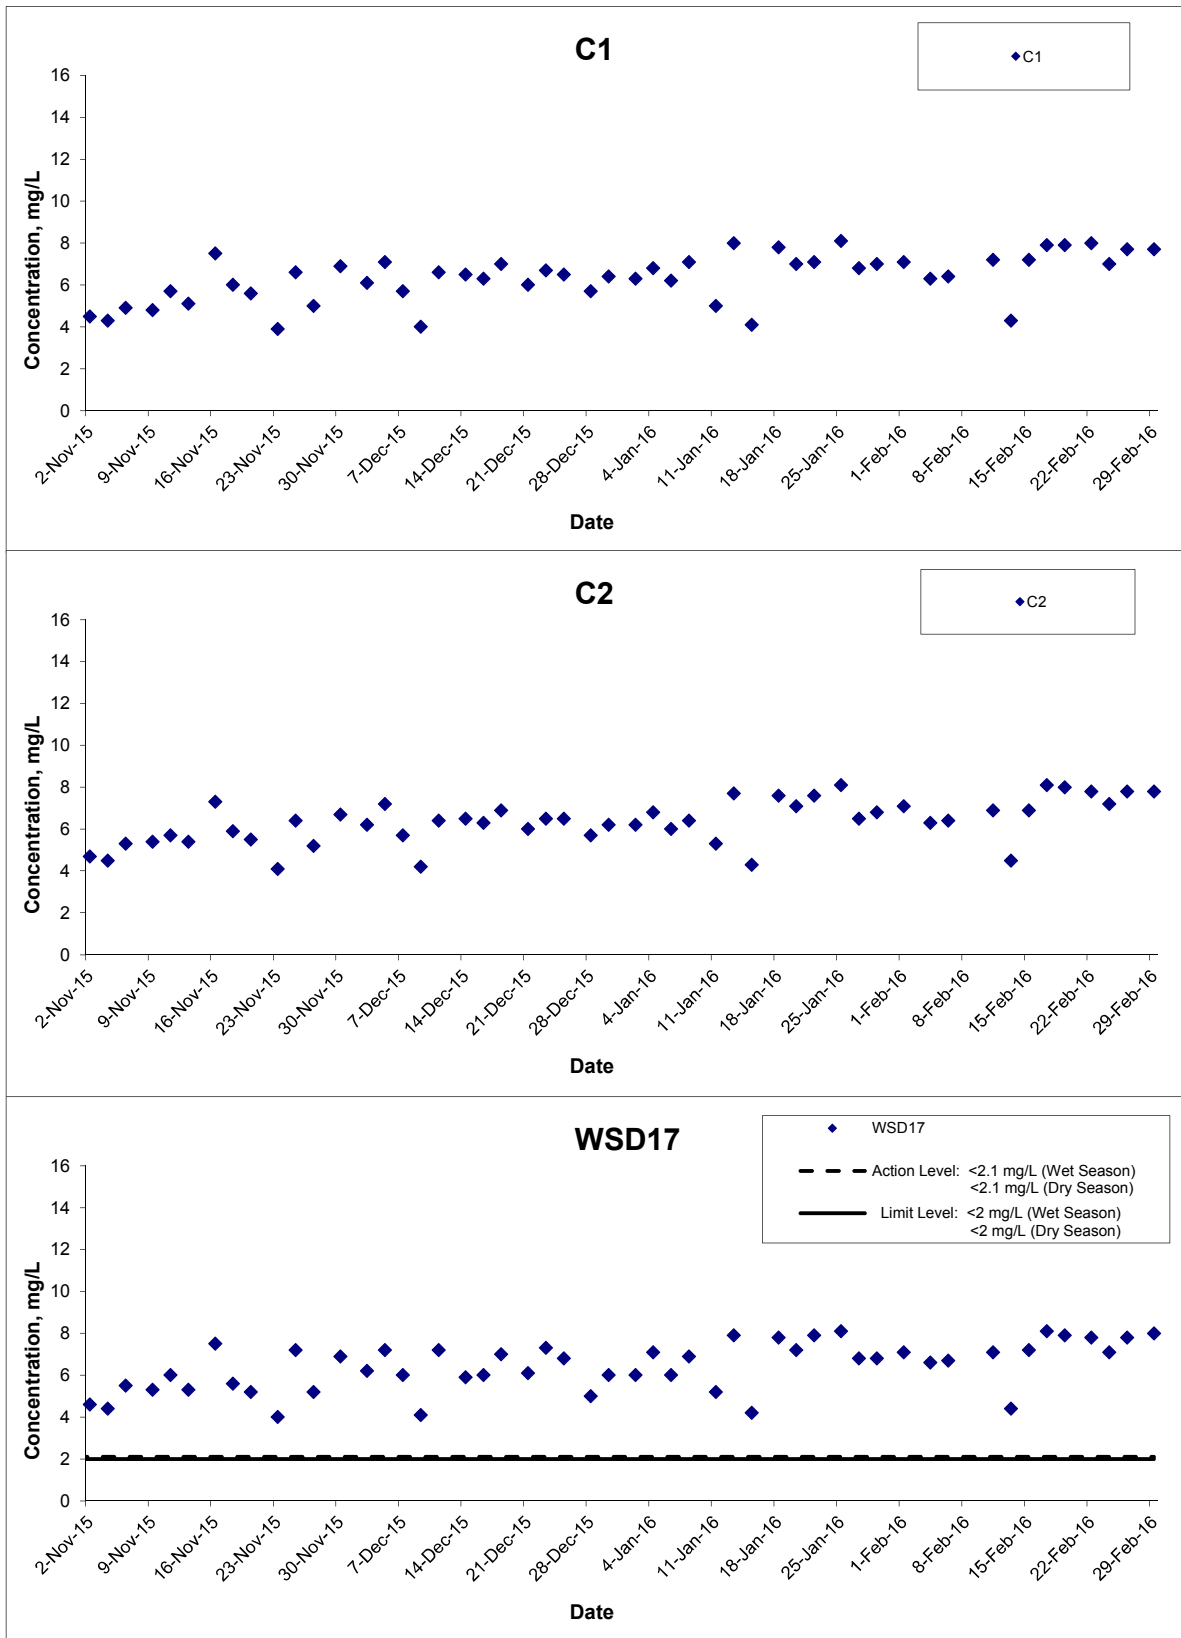 C1
C1
16
14
12
10
8
6
4
2
0
Concentration, mg/L
2-Nov-15
9-Nov-15
16-Nov-15
23-Nov-15
30-Nov-15
7-Dec-15
14-Dec-15
21-Dec-15
28-Dec-15
4-Jan-16
11-Jan-16
18-Jan-16
25-Jan-16
1-Feb-16
8-Feb-16
15-Feb-16
22-Feb-16
29-Feb-16
Date
C2
C2
16
14
12
10
8
6
4
2
0
Concentration, mg/L
2-Nov-15
9-Nov-15
16-Nov-15
23-Nov-15
30-Nov-15
7-Dec-15
14-Dec-15
21-Dec-15
28-Dec-15
4-Jan-16
11-Jan-16
18-Jan-16
25-Jan-16
1-Feb-16
8-Feb-16
15-Feb-16
22-Feb-16
29-Feb-16
Date
WSD17
WSD17
Action Level: <2.1 mg/L (Wet Season)
<2.1 mg/L (Dry Season)
Limit Level: <2 mg/L (Wet Season)
<2 mg/L (Dry Season)
16
14
12
10
8
6
4
2
0
Concentration, mg/L
2-Nov-15
9-Nov-15
16-Nov-15
23-Nov-15
30-Nov-15
7-Dec-15
14-Dec-15
21-Dec-15
28-Dec-15
4-Jan-16
11-Jan-16
18-Jan-16
25-Jan-16
1-Feb-16
8-Feb-16
15-Feb-16
22-Feb-16
29-Feb-16
Date